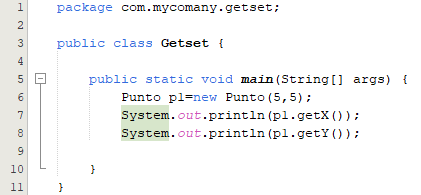 1 package com.mycomany.getset;
2
3 public class Getset {
4
5 public static void main(String[] args) {
6 Punto p1=new Punto(5,5);
7 System.out.println(p1.getX());
8 System.out.println(p1.getY());
9
10 }
11 }